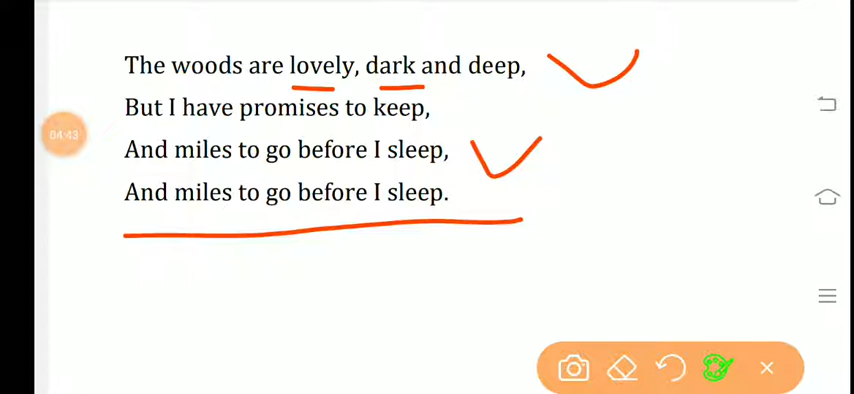 The woods are lovely, dark and deep,
But I have promises to keep,
04:43
And miles to go before I sleep,
And miles to go before I sleep.